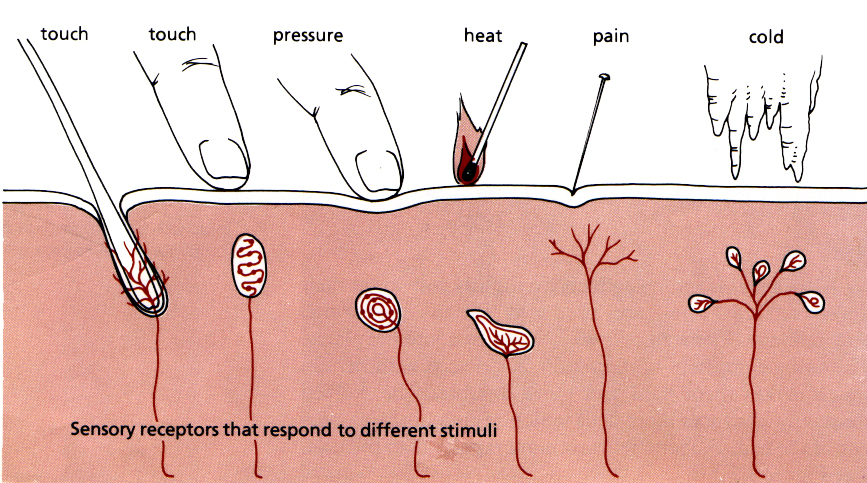 touch touch pressure heat pain cold
Sensory receptors that respond to different stimuli